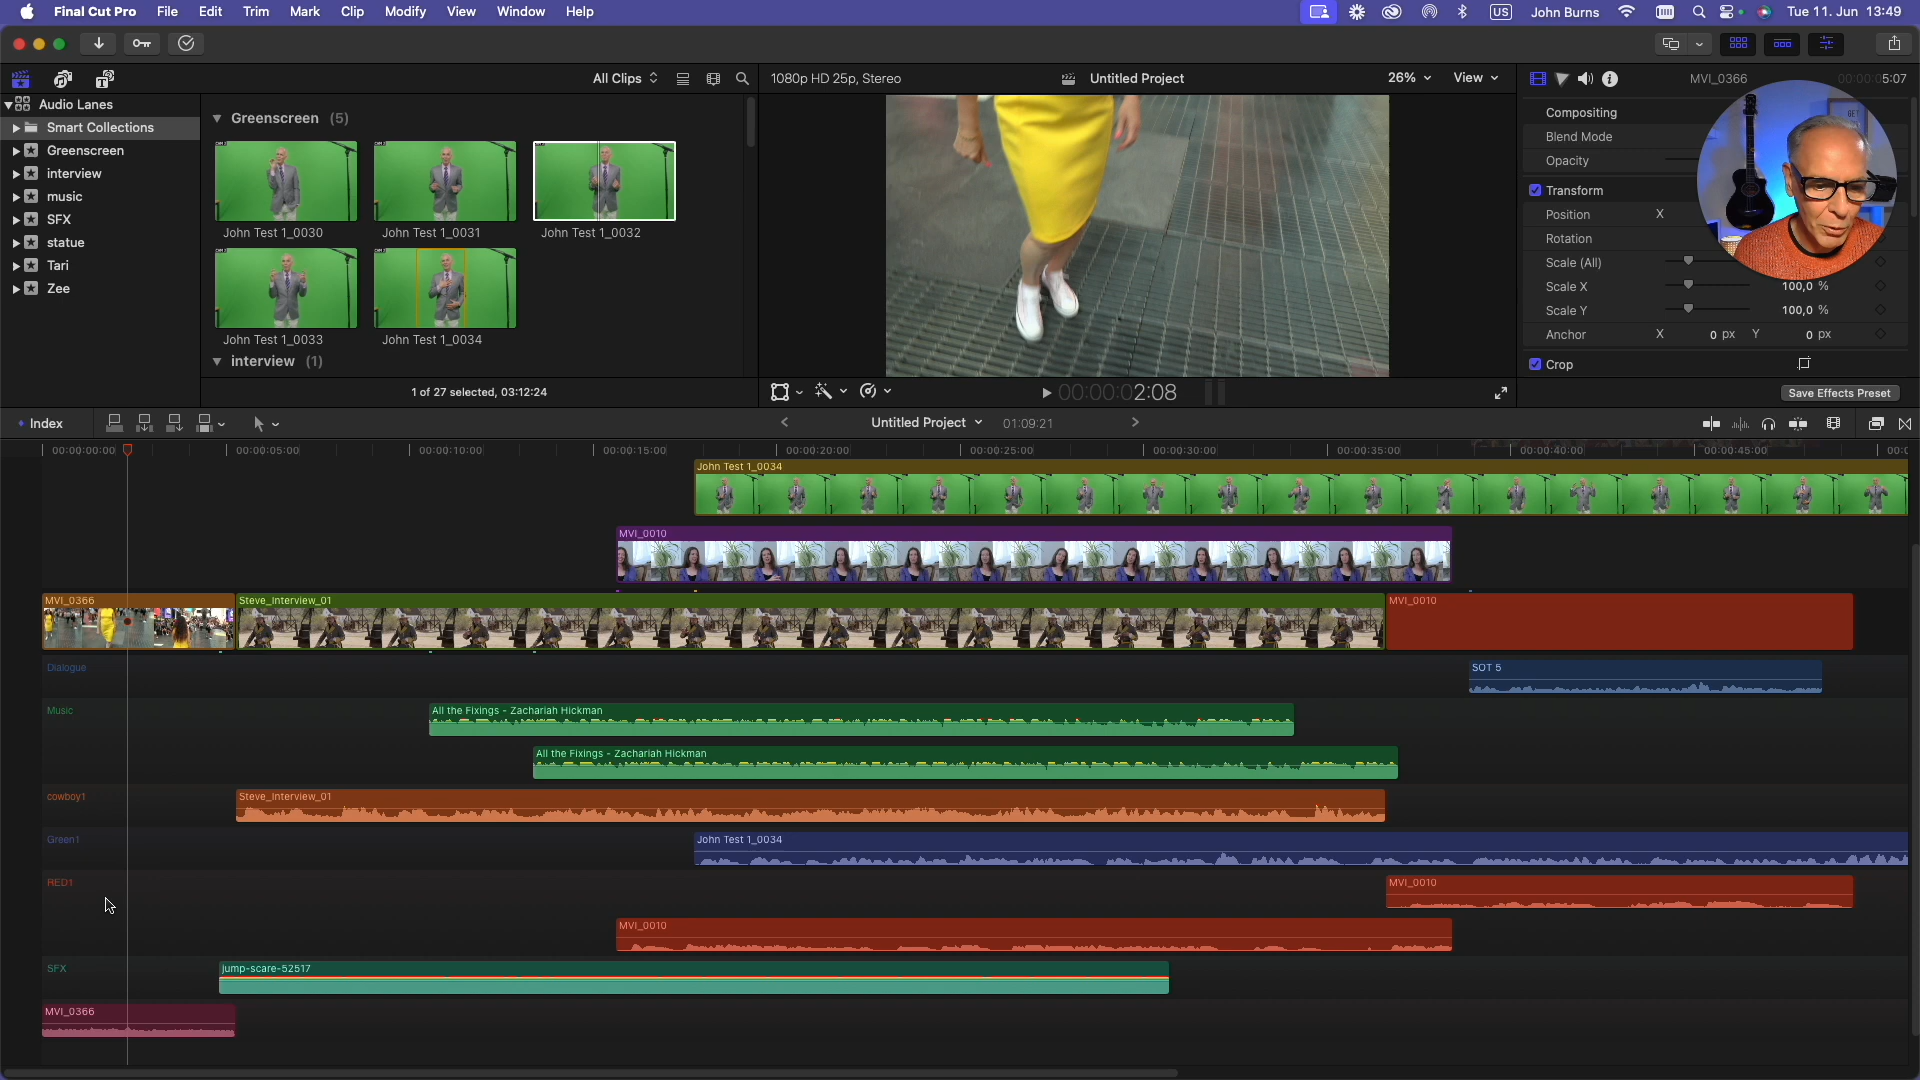 Final Cut Pro File Edit Trim Mark Clip Modify View Window Help US John Burns Tue 11. Jun 13:49
All Clips
1080p HD 25p, Stereo Untitled Project 26% View
MVI_0366 00:00:05:07
Audio Lanes
Smart Collections
Greenscreen
interview
music
SFX
statue
Tari
Zee
Greenscreen (5)
John Test 1_0030 John Test 1_0031 John Test 1_0032
John Test 1_0033 John Test 1_0034
interview (1)
1 of 27 selected, 03:12:24
00:00:02:08
Compositing
Blend Mode
Opacity
Transform
Position X
Rotation
Scale (All)
Scale X 100,0 %
Scale Y 100,0 %
Anchor X 0 px Y 0 px
Crop
Save Effects Preset
Index Untitled Project 01:09:21
00:00:00:00 00:00:05:00 00:00:10:00 00:00:15:00 00:00:20:00 00:00:25:00 00:00:30:00 00:00:35:00 00:00:40:00 00:00:45:00
John Test 1_0034
MVI_0010
MVI_0366 Steve_Interview_01 MVI_0010
Dialogue SOT 5
Music All the Fixings - Zachariah Hickman
All the Fixings - Zachariah Hickman
cowboy1 Steve_Interview_01
Green1 John Test 1_0034
RED1 MVI_0010
MVI_0010
SFX jump-scare-52517
MVI_0366